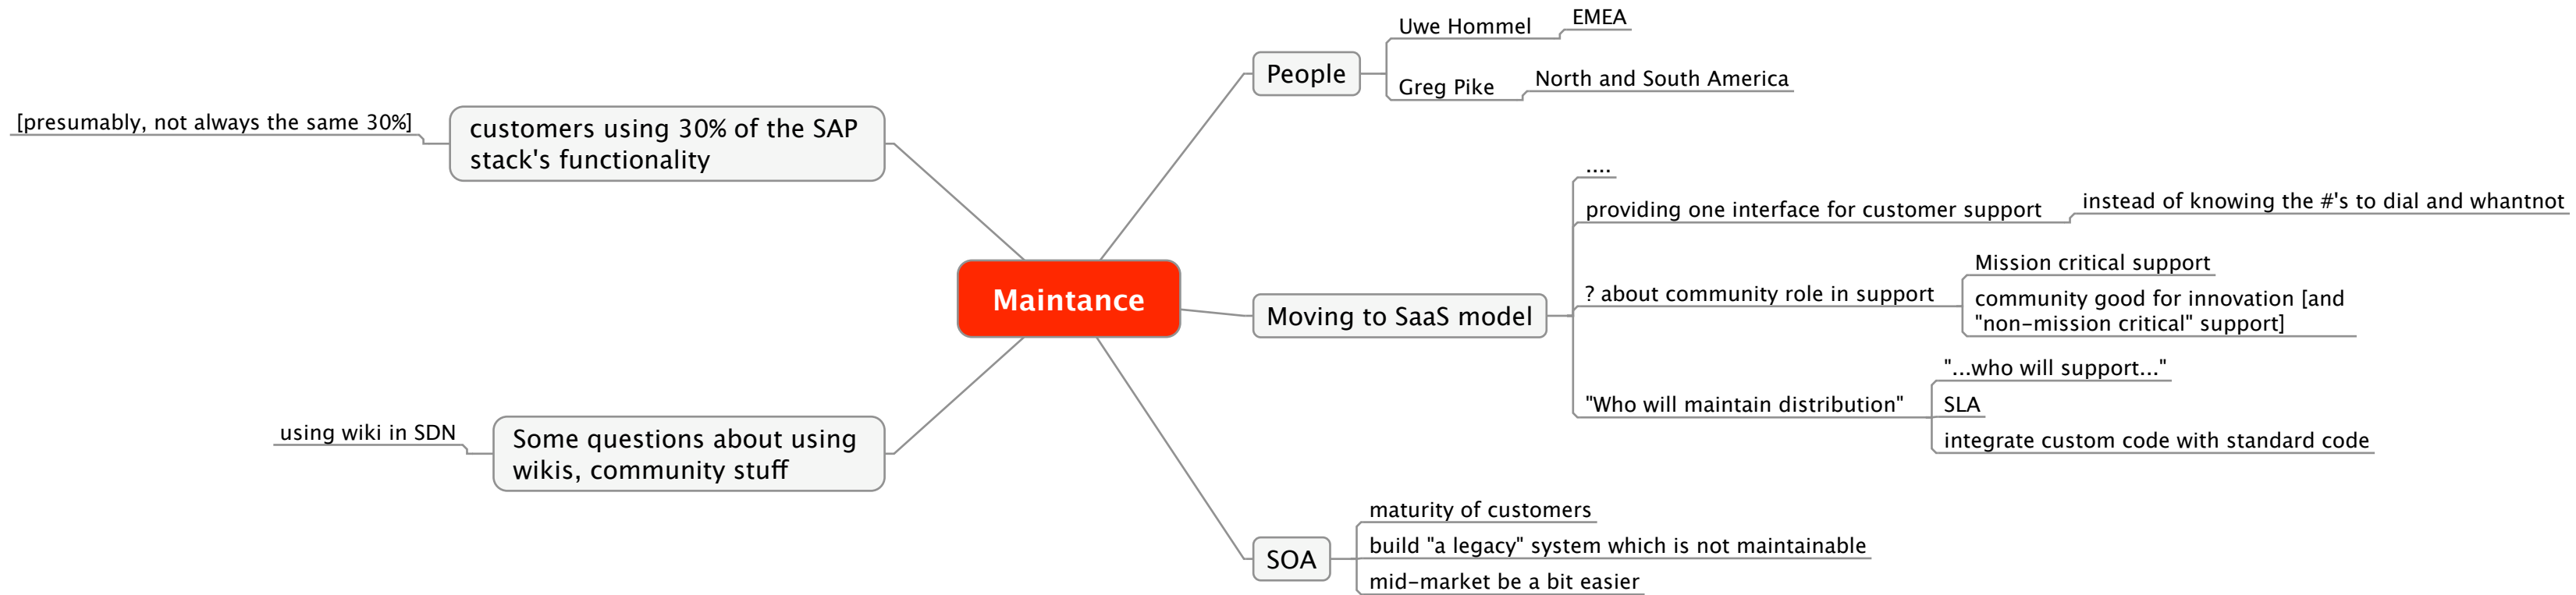 Maintance
People
Uwe Hommel
EMEA
Greg Pike
North and South America
Moving to SaaS model
....
providing one interface for customer support
instead of knowing the #'s to dial and whantnot
? about community role in support
Mission critical support
community good for innovation [and
"non-mission critical" support]
"Who will maintain distribution"
"...who will support..."
SLA
integrate custom code with standard code
SOA
maturity of customers
build "a legacy" system which is not maintainable
mid-market be a bit easier
customers using 30% of the SAP
stack's functionality
[presumably, not always the same 30%]
Some questions about using
wikis, community stuff
using wiki in SDN